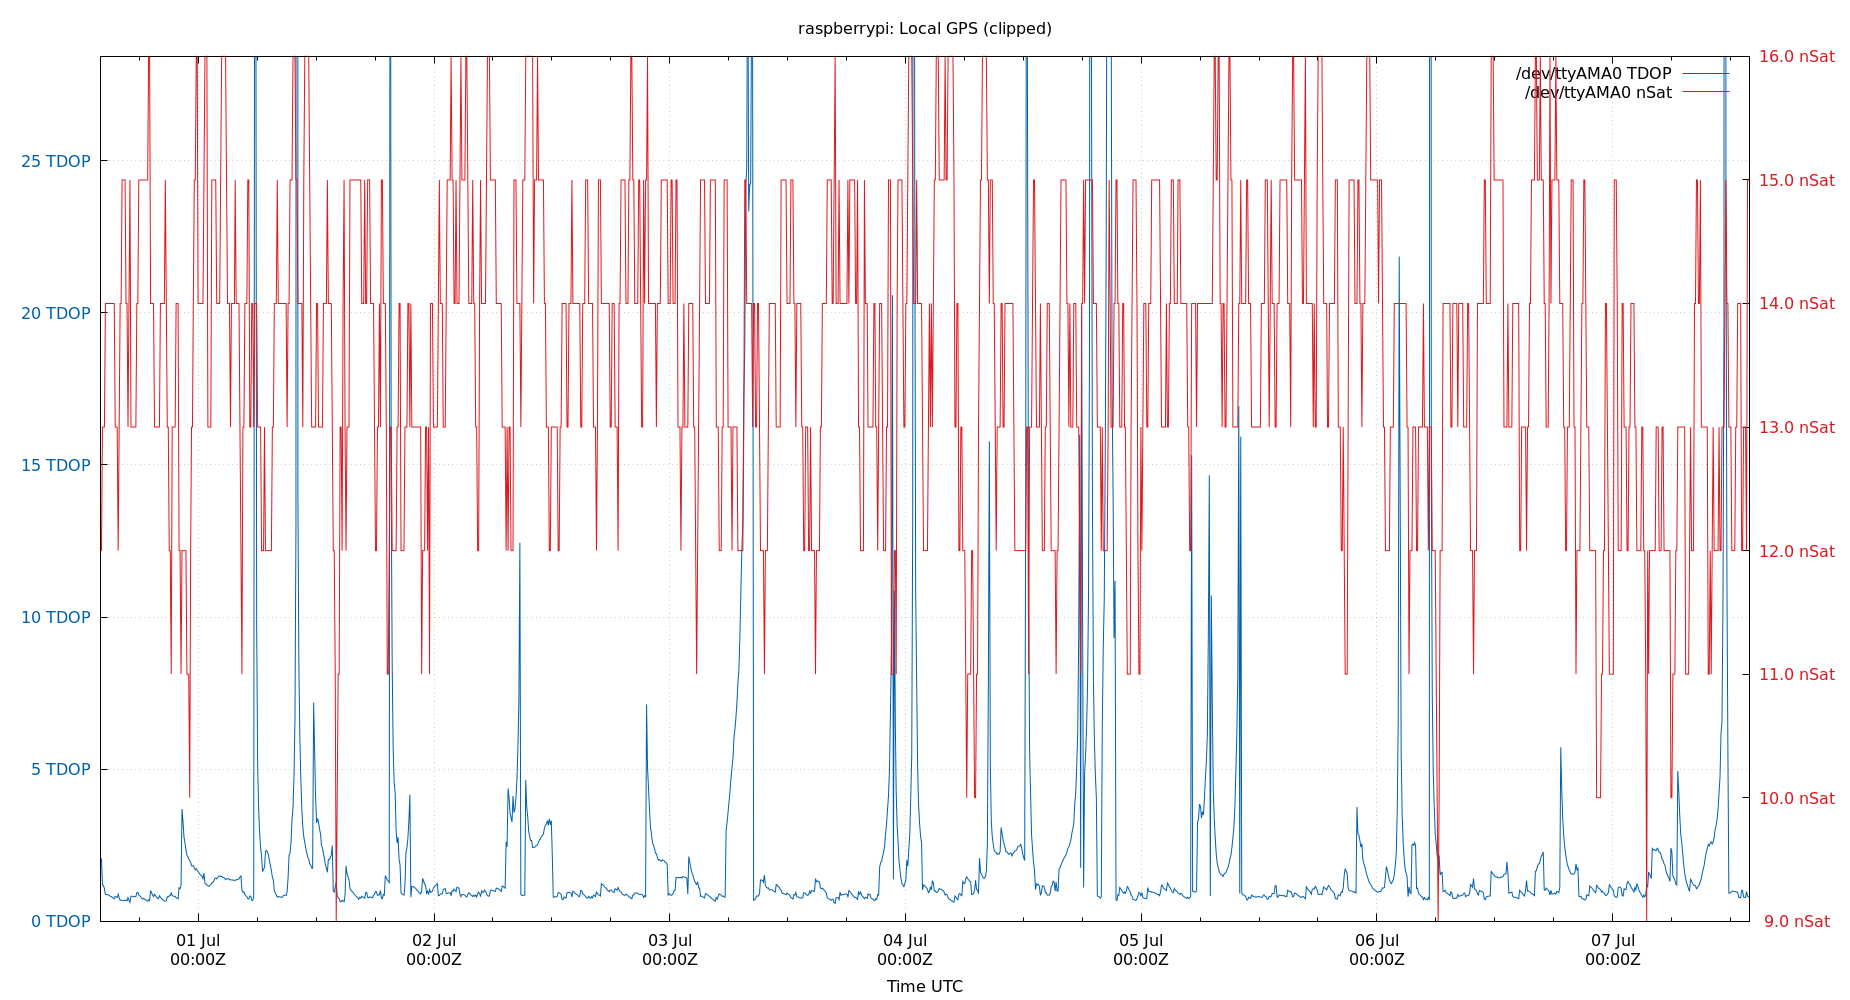 raspberrypi: Local GPS (clipped)
/dev/ttyAMA0 TDOP
/dev/ttyAMA0 nSat
25 TDOP
20 TDOP
15 TDOP
10 TDOP
5 TDOP
0 TDOP
16.0 nSat
15.0 nSat
14.0 nSat
13.0 nSat
12.0 nSat
11.0 nSat
10.0 nSat
9.0 nSat
01 Jul
00:00Z
02 Jul
00:00Z
03 Jul
00:00Z
04 Jul
00:00Z
05 Jul
00:00Z
06 Jul
00:00Z
07 Jul
00:00Z
Time UTC